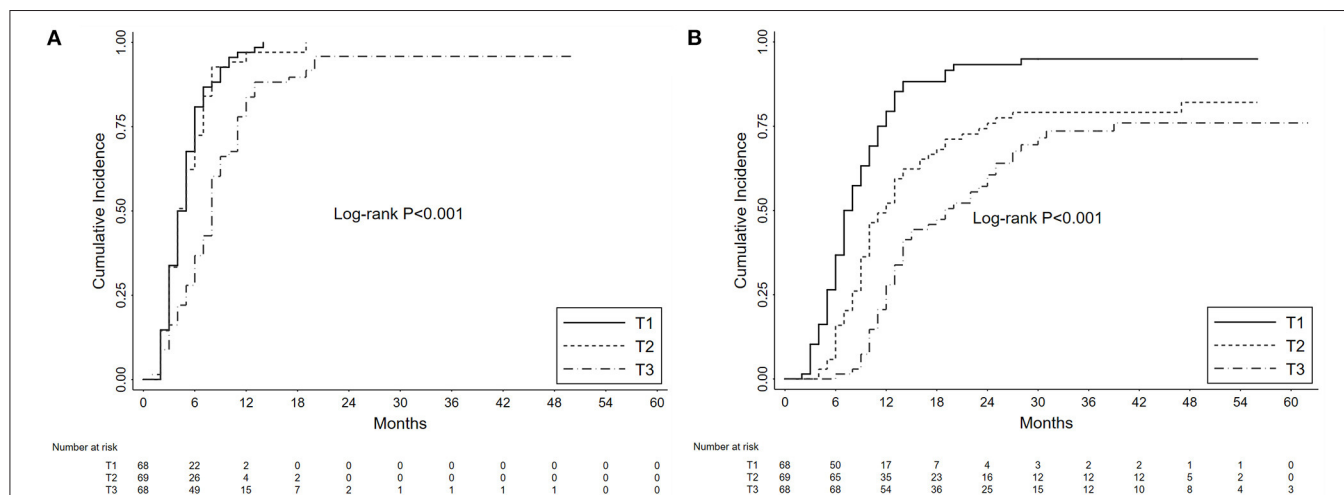 A
Cumulative Incidence
1.00
0.75
0.50
0.25
0.00
Log-rank P<0.001
T1
T2
T3
0 6 12 18 24 30 36 42 48 54 60
Months
Number at risk
T1 68 22 2 0 0 0 0 0 0 0 0
T2 69 26 4 2 0 0 0 0 0 0 0
T3 68 49 15 7 2 1 1 1 1 0 0
B
Cumulative Incidence
1.00
0.75
0.50
0.25
0.00
Log-rank P<0.001
T1
T2
T3
0 6 12 18 24 30 36 42 48 54 60
Months
Number at risk
T1 68 50 17 7 4 3 2 2 1 1 0
T2 69 65 35 23 16 12 12 12 5 2 0
T3 68 68 54 36 25 15 12 10 8 4 3